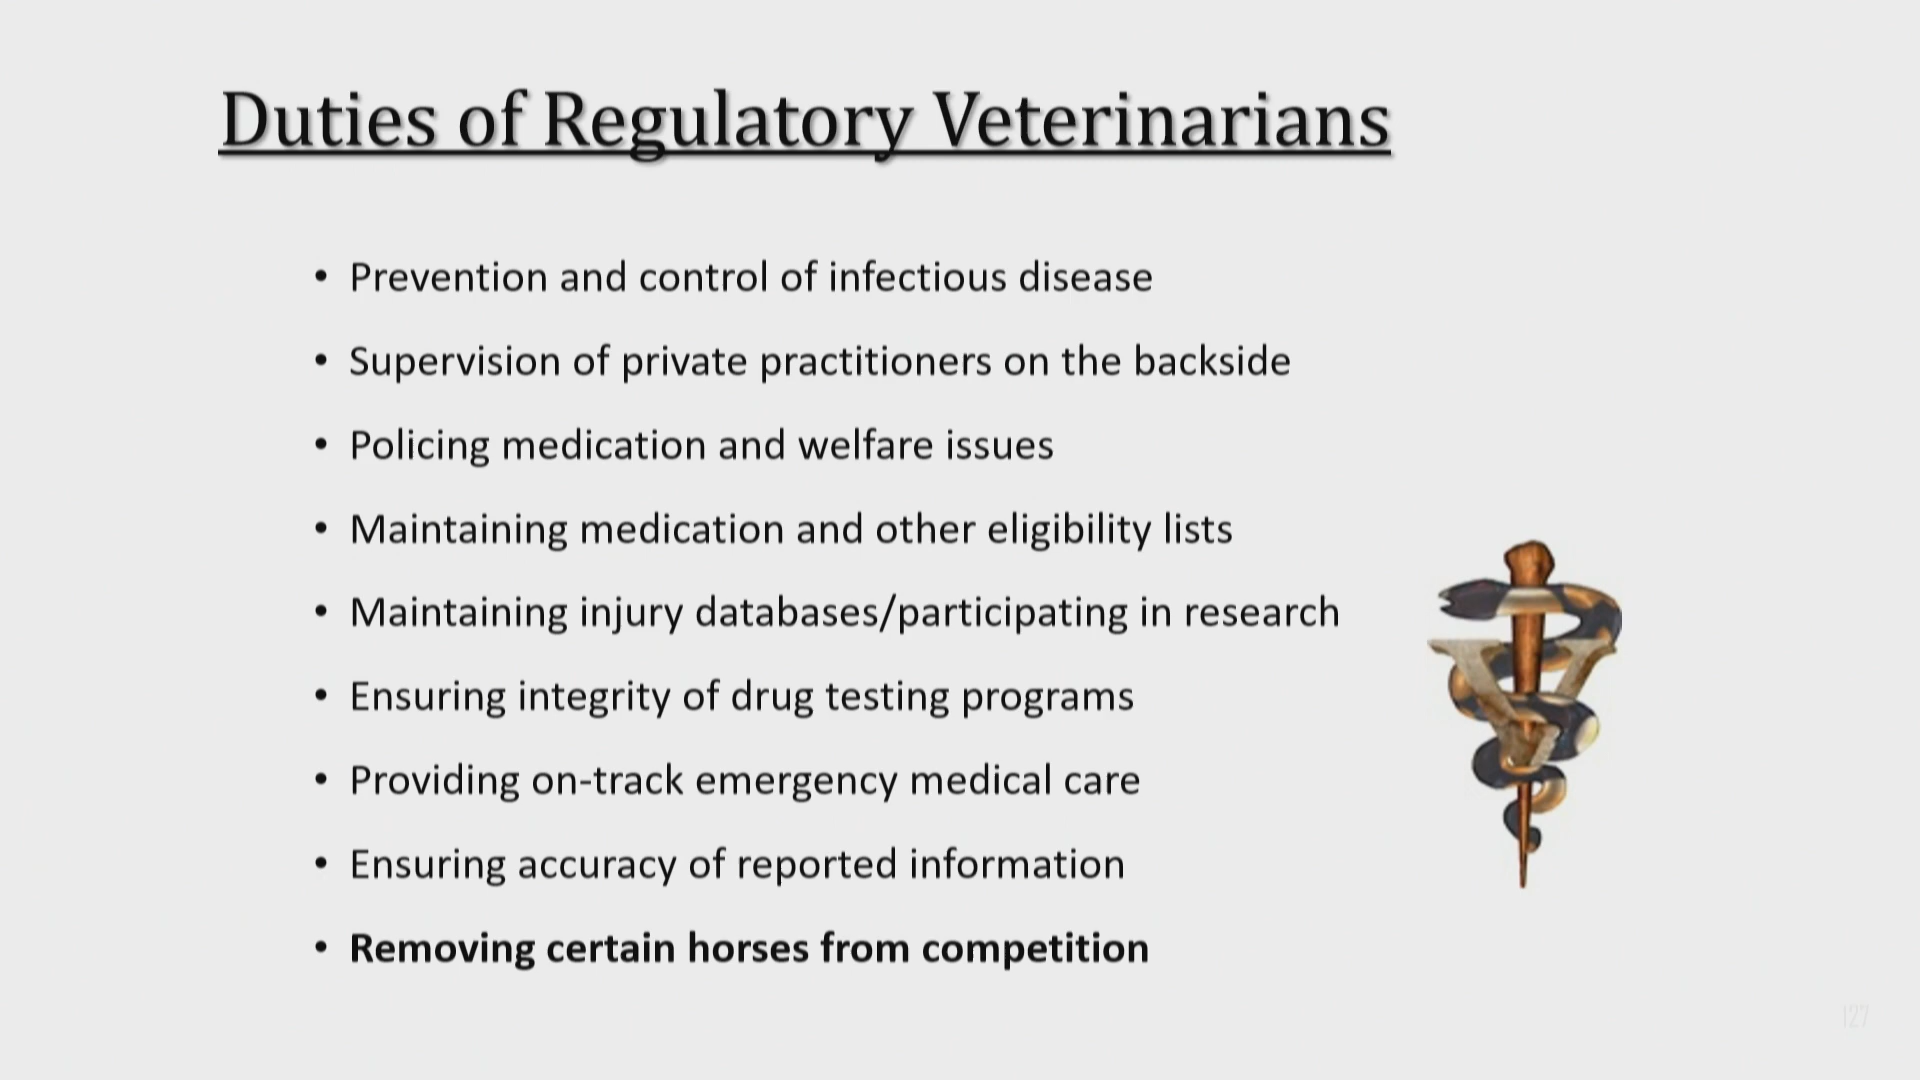 Duties of Regulatory Veterinarians
• Prevention and control of infectious disease
• Supervision of private practitioners on the backside
• Policing medication and welfare issues
• Maintaining medication and other eligibility lists
• Maintaining injury databases/participating in research
• Ensuring integrity of drug testing programs
• Providing on-track emergency medical care
• Ensuring accuracy of reported information
• Removing certain horses from competition
V
127